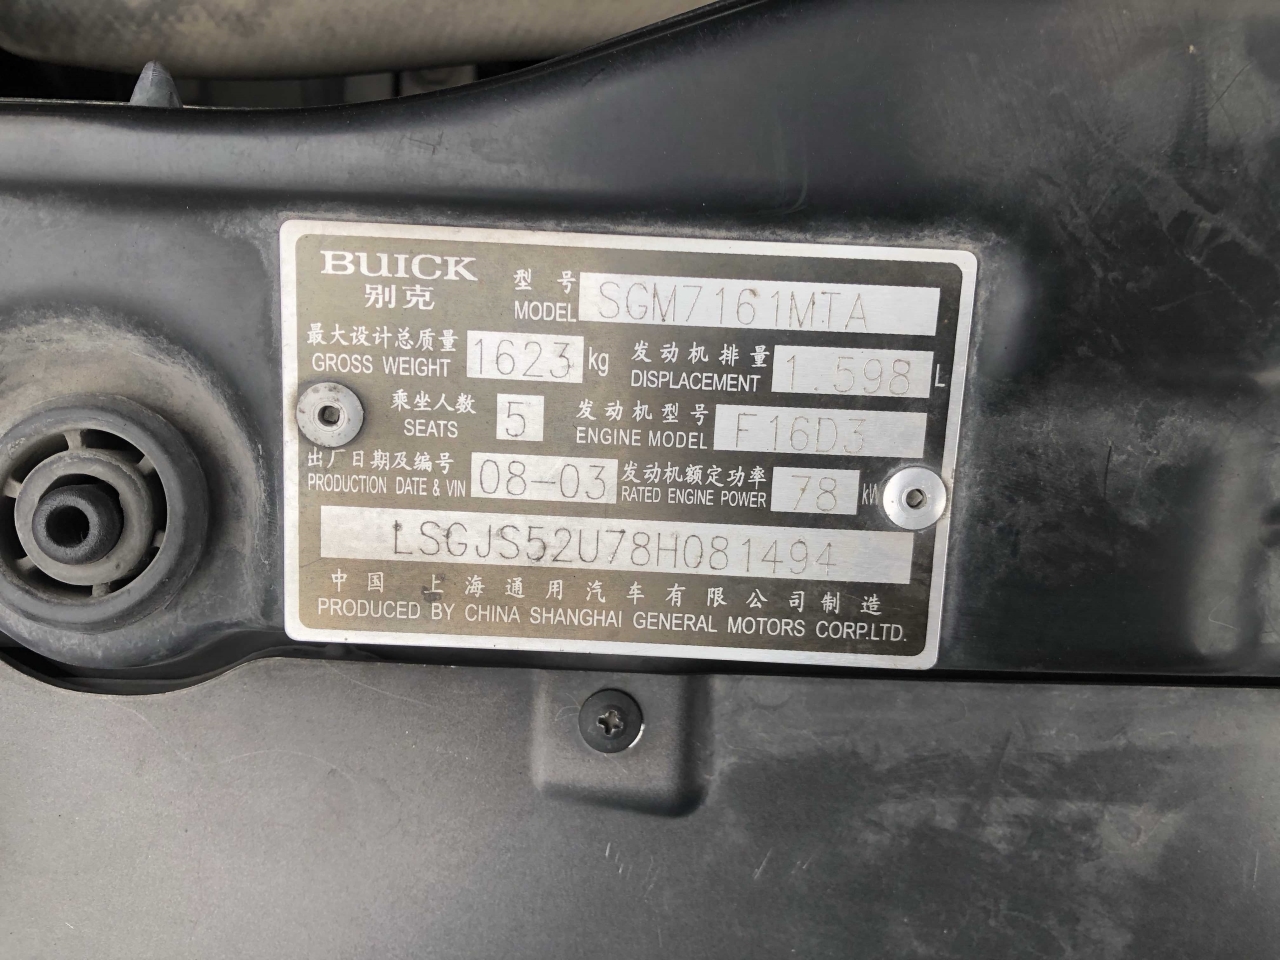 BUICK
别克
型号 MODEL SGM7161MTA
最大设计总质量 GROSS WEIGHT 1623 kg
发动机排量 DISPLACEMENT 1.598 L
乘坐人数 SEATS 5
发动机型号 ENGINE MODEL F16D3
出厂日期及编号 PRODUCTION DATE & VIN 08-03
发动机额定功率 RATED ENGINE POWER 78 kW
LSGJS52U78H081494
中国 上海通用汽车有限公司制造
PRODUCED BY CHINA SHANGHAI GENERAL MOTORS CORP.LTD.